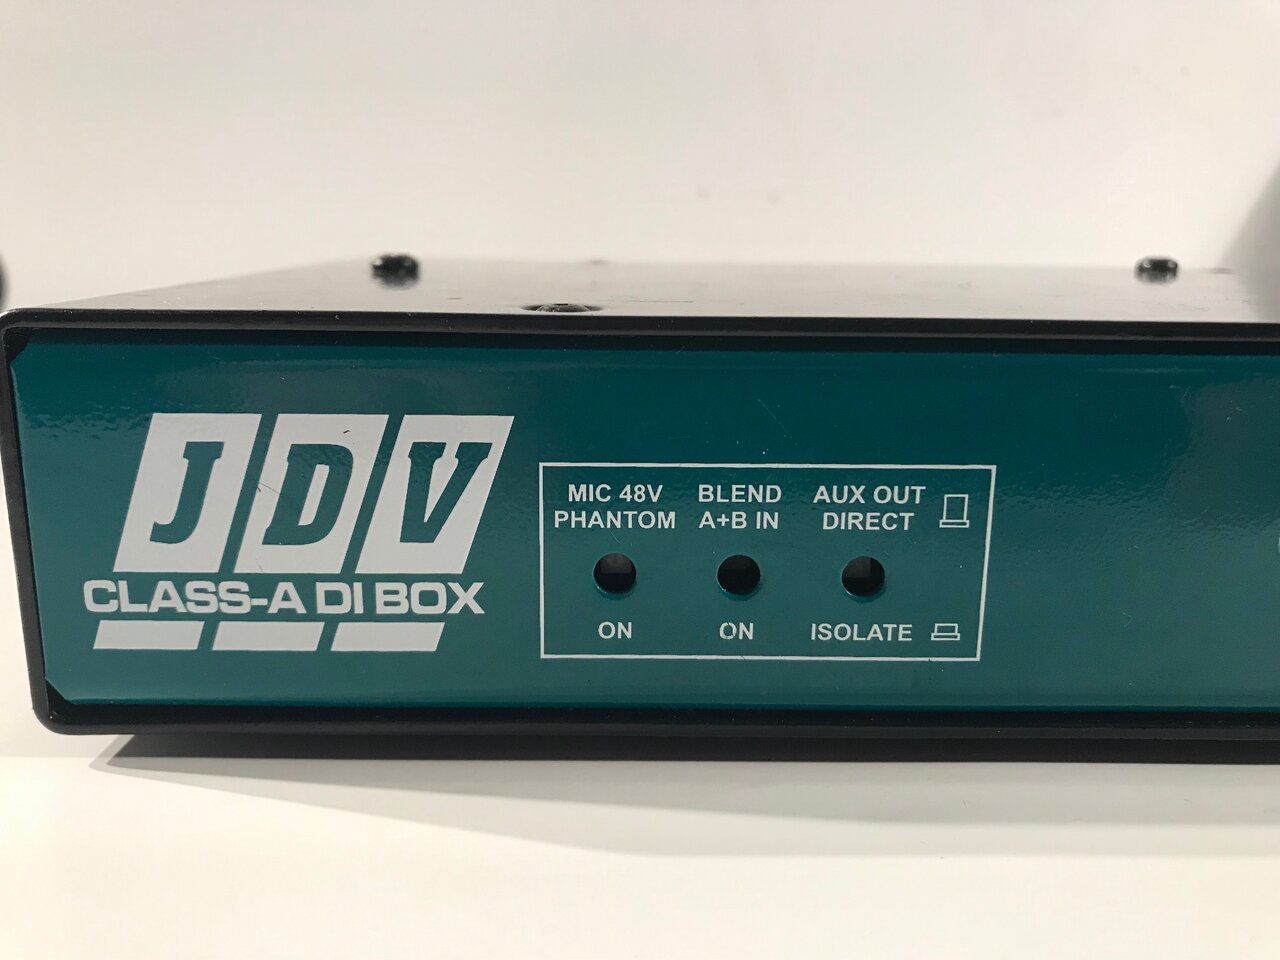 JDV
CLASS-A DI BOX
MIC 48V BLEND AUX OUT
PHANTOM A+B IN DIRECT
ON ON ISOLATE